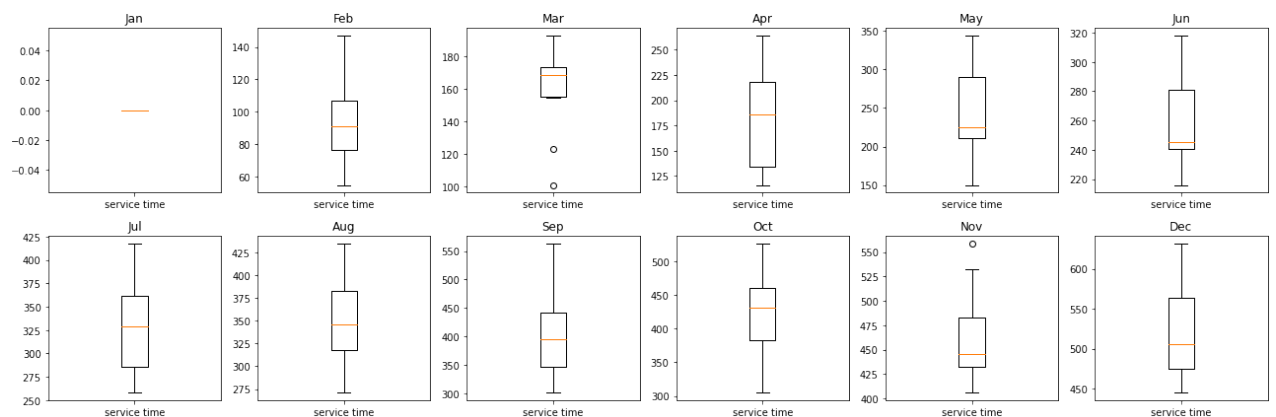 Jan
0.04
0.02
0.00
−0.02
−0.04
service time
Feb
140
120
100
80
60
service time
Mar
180
160
140
120
100
service time
Apr
250
225
200
175
150
125
service time
May
350
300
250
200
150
service time
Jun
320
300
280
260
240
220
service time
Jul
425
400
375
350
325
300
275
250
service time
Aug
425
400
375
350
325
300
275
service time
Sep
550
500
450
400
350
300
service time
Oct
500
450
400
350
300
service time
Nov
550
525
500
475
450
425
400
service time
Dec
600
550
500
450
service time